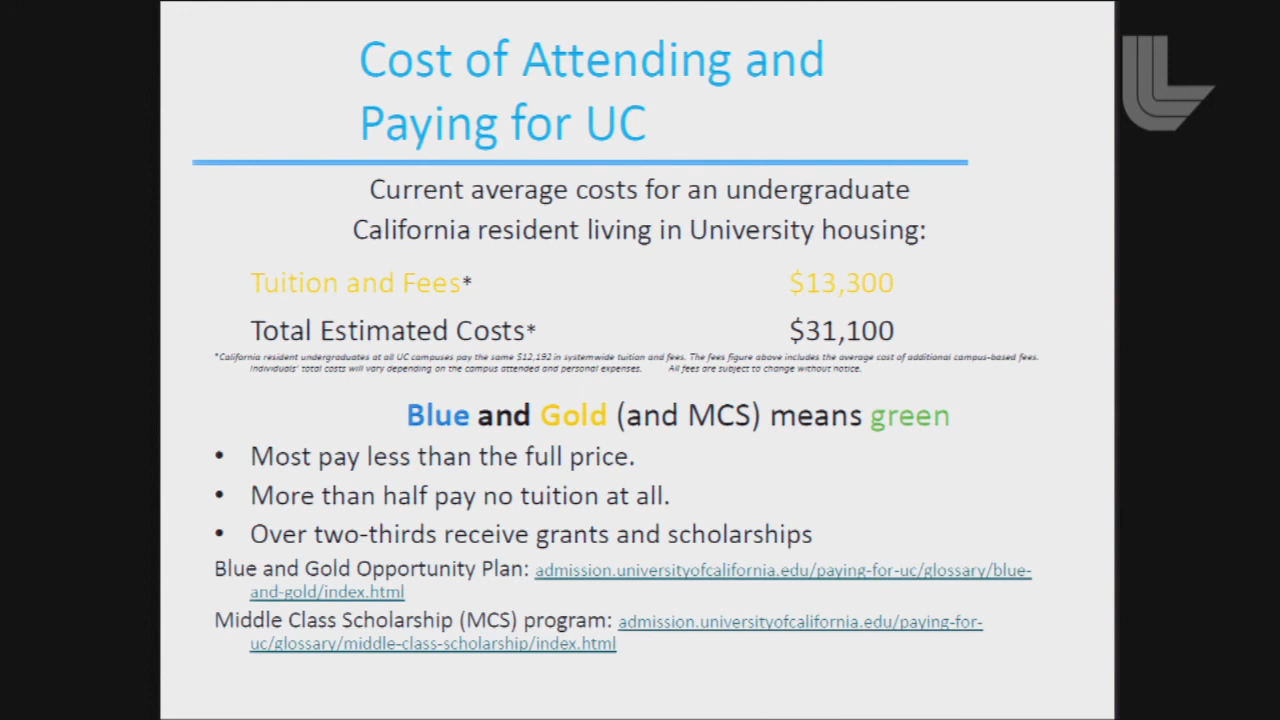 Cost of Attending and
Paying for UC
Current average costs for an undergraduate
California resident living in University housing:
Tuition and Fees* $13,300
Total Estimated Costs* $31,100
*California resident undergraduates at all UC campuses pay the same $12,192 in systemwide tuition and fees. The fees figure above includes the average cost of additional campus-based fees.
Individuals' total costs will vary depending on the campus attended and personal expenses. All fees are subject to change without notice.
Blue and Gold (and MCS) means green
• Most pay less than the full price.
• More than half pay no tuition at all.
• Over two-thirds receive grants and scholarships
Blue and Gold Opportunity Plan: admission.universityofcalifornia.edu/paying-for-uc/glossary/blue-
and-gold/index.html
Middle Class Scholarship (MCS) program: admission.universityofcalifornia.edu/paying-for-
uc/glossary/middle-class-scholarship/index.html